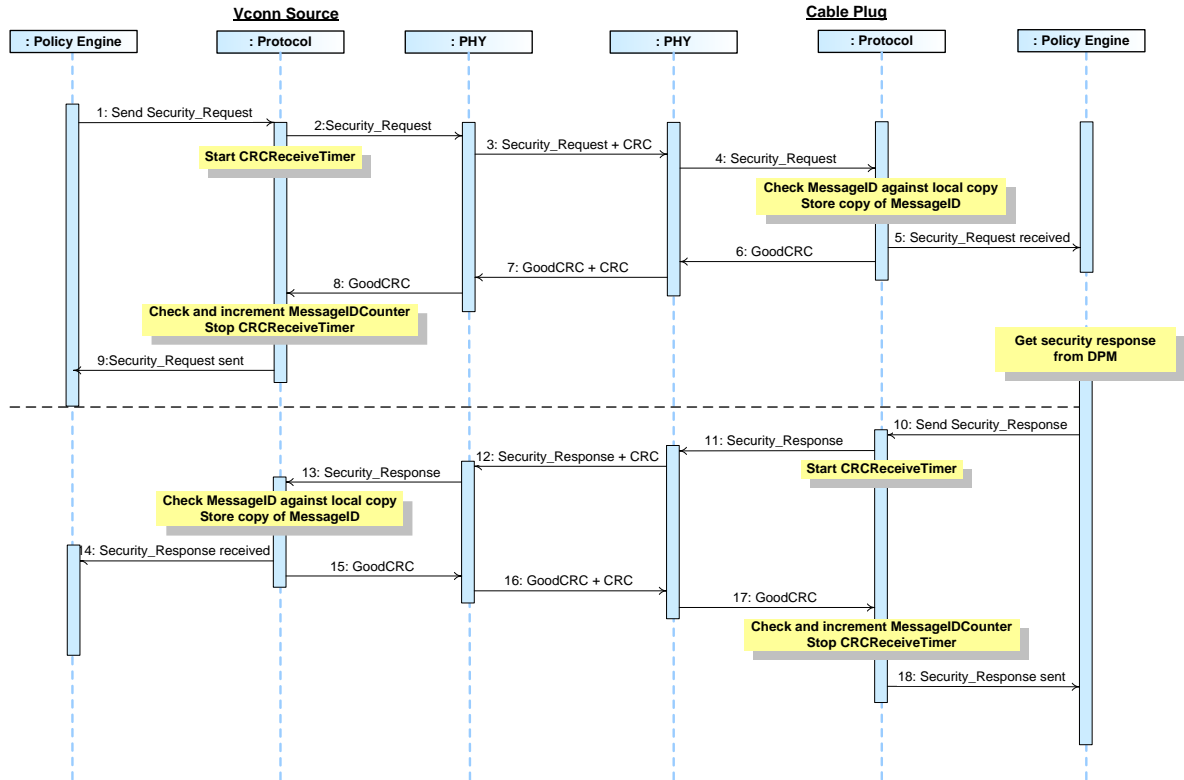 Vconn Source
Cable Plug
: Policy Engine
: Protocol
: PHY
: PHY
: Protocol
: Policy Engine
1: Send Security_Request
2:Security_Request
Start CRCReceiveTimer
3: Security_Request + CRC
4: Security_Request
Check MessageID against local copy
Store copy of MessageID
5: Security_Request received
6: GoodCRC
7: GoodCRC + CRC
8: GoodCRC
Check and increment MessageIDCounter
Stop CRCReceiveTimer
9:Security_Request sent
Get security response
from DPM
10: Send Security_Response
11: Security_Response
Start CRCReceiveTimer
12: Security_Response + CRC
13: Security_Response
Check MessageID against local copy
Store copy of MessageID
14: Security_Response received
15: GoodCRC
16: GoodCRC + CRC
17: GoodCRC
Check and increment MessageIDCounter
Stop CRCReceiveTimer
18: Security_Response sent